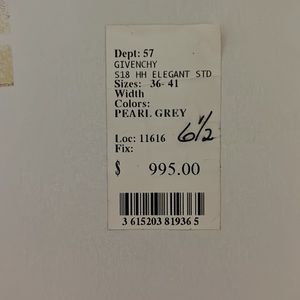 Dept: 57
GIVENCHY
S18 HH ELEGANT STD
Sizes: 36- 41
Width
Colors:
PEARL GREY
Loc: 11616
6 1/2
Fix:
$ 995.00
3 615203 81936 5